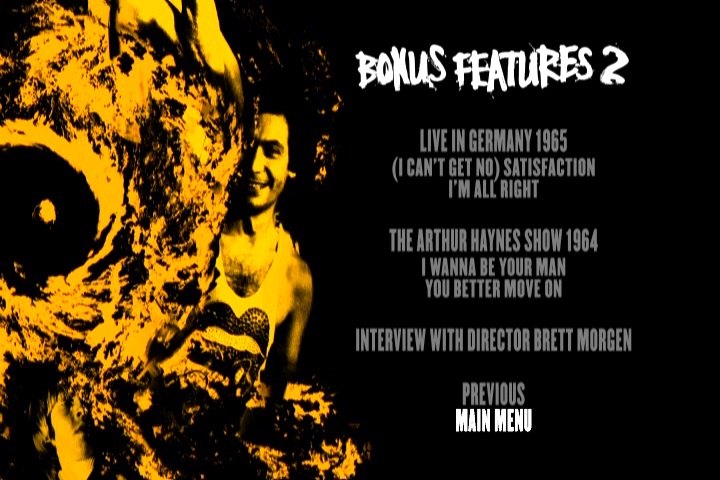 BONUS FEATURES 2
LIVE IN GERMANY 1965
(I CAN'T GET NO) SATISFACTION
I'M ALL RIGHT
THE ARTHUR HAYNES SHOW 1964
I WANNA BE YOUR MAN
YOU BETTER MOVE ON
INTERVIEW WITH DIRECTOR BRETT MORGEN
PREVIOUS
MAIN MENU